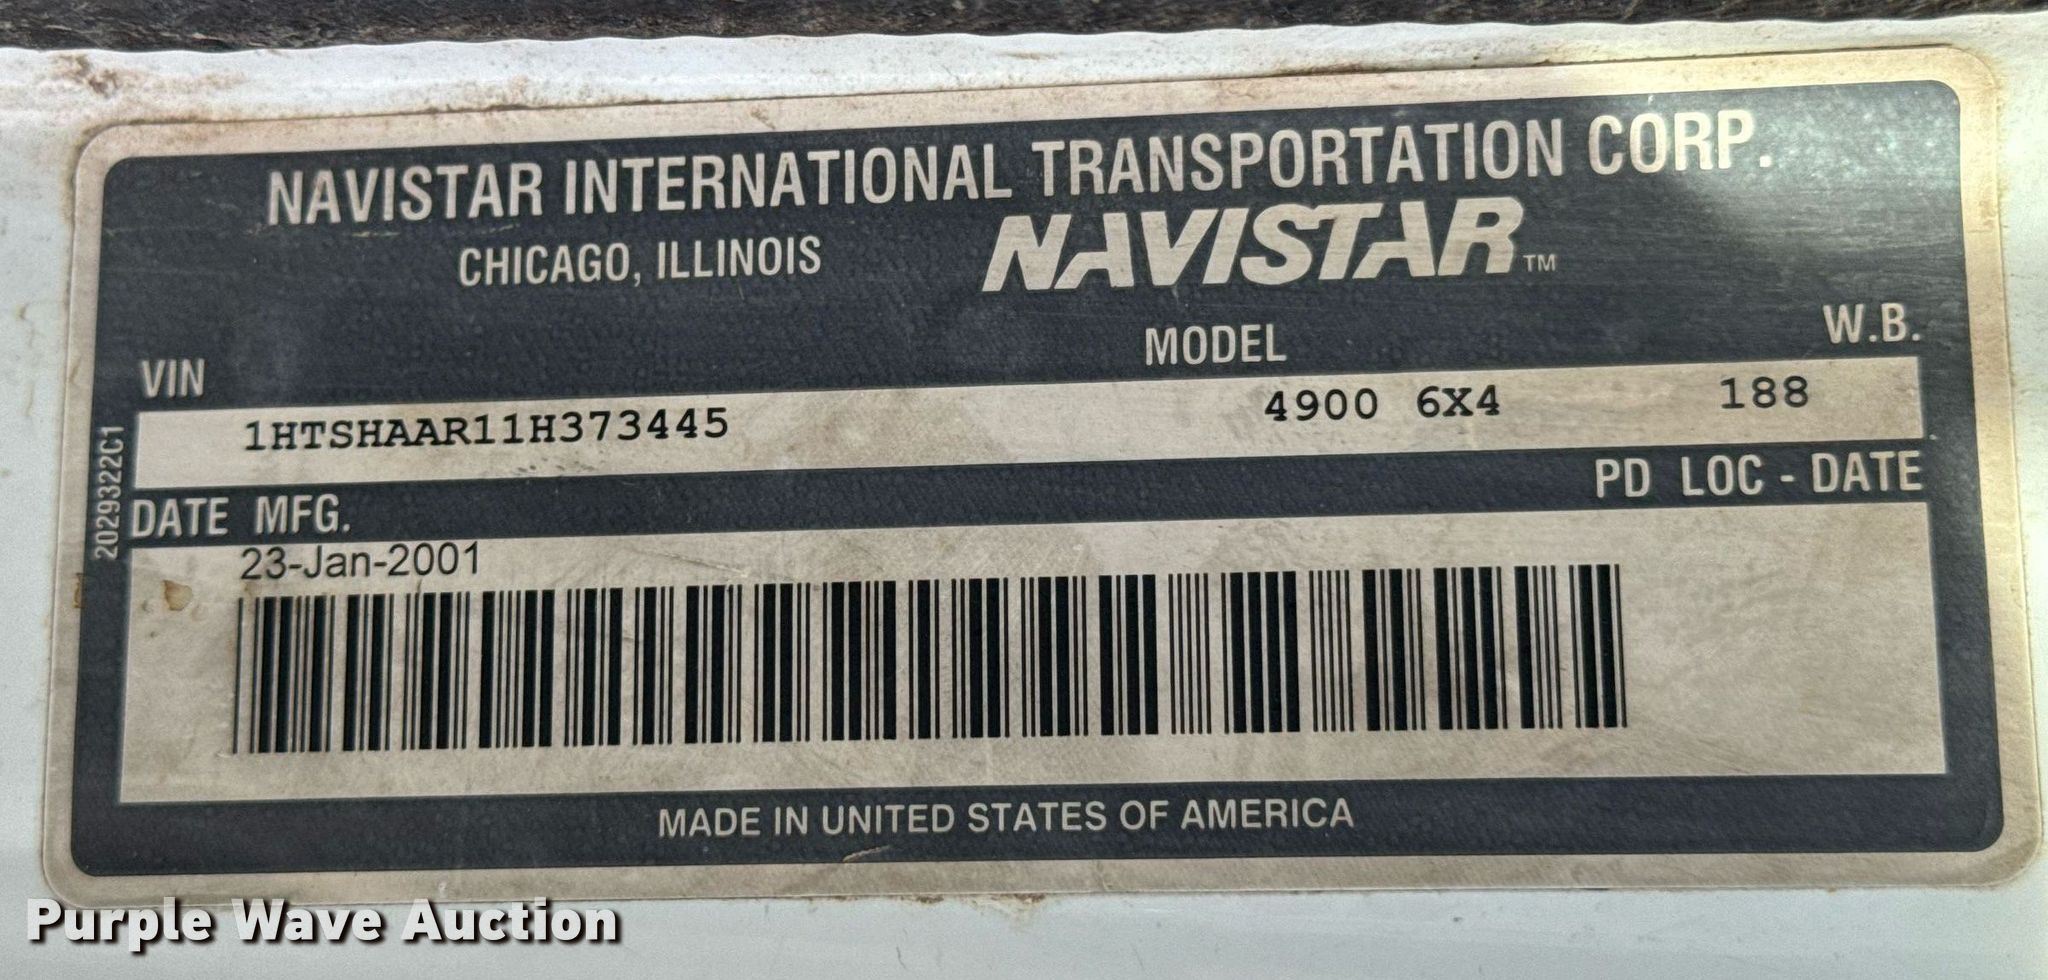 NAVISTAR INTERNATIONAL TRANSPORTATION CORP.
CHICAGO, ILLINOIS NAVISTAR™
VIN MODEL W.B.
1HTSHAAR11H373445 4900 6X4 188
2029322C1
DATE MFG. PD LOC - DATE
23-Jan-2001
MADE IN UNITED STATES OF AMERICA
Purple Wave Auction